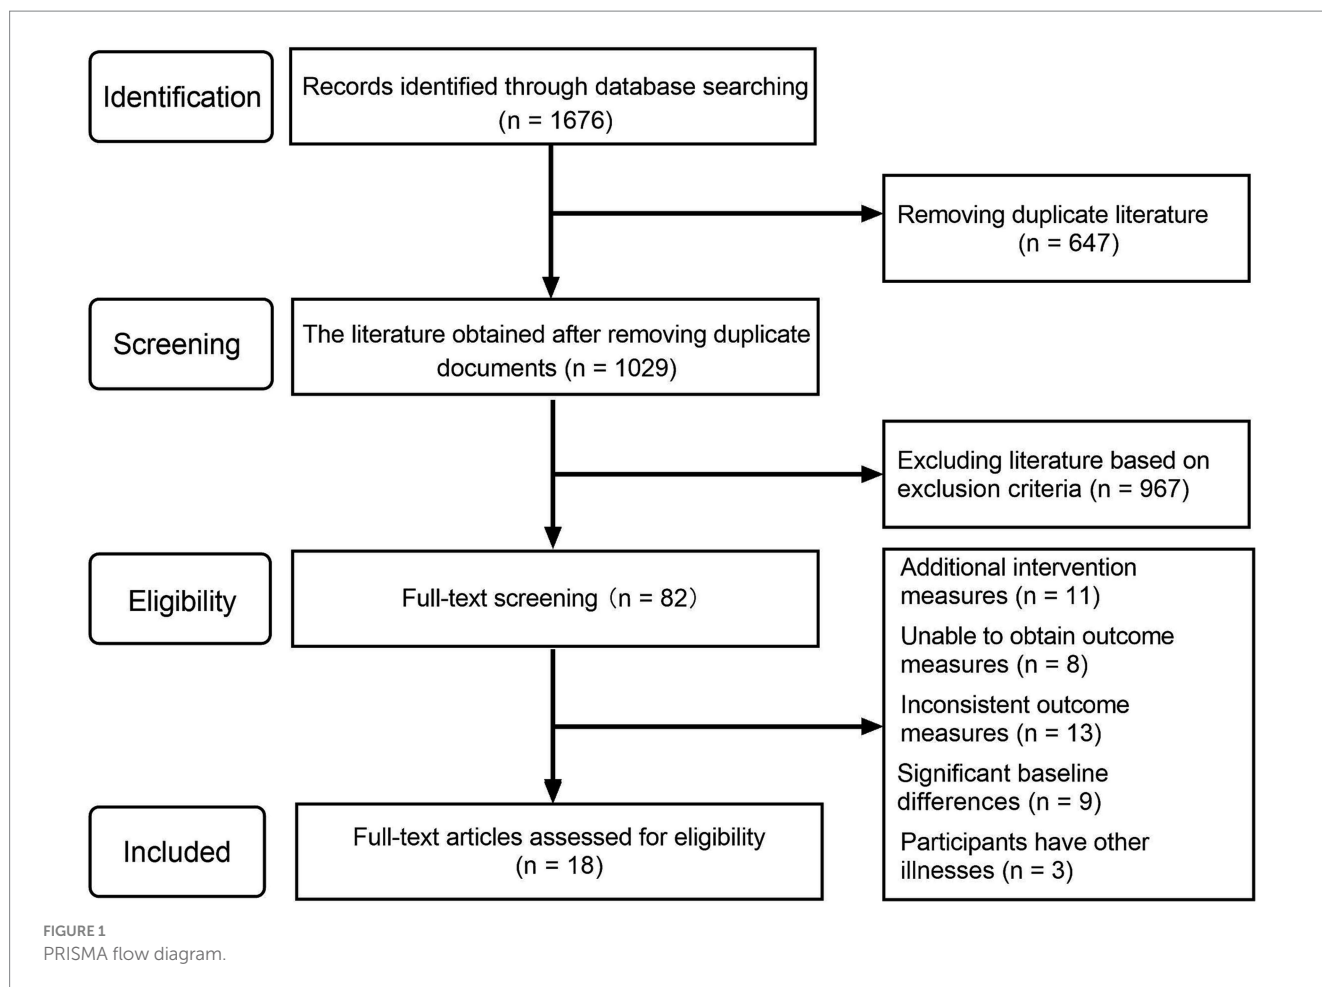 Identification
Records identified through database searching
(n = 1676)
Removing duplicate literature
(n = 647)
Screening
The literature obtained after removing duplicate
documents (n = 1029)
Excluding literature based on
exclusion criteria (n = 967)
Eligibility
Full-text screening（n = 82）
Additional intervention
measures (n = 11)
Unable to obtain outcome
measures (n = 8)
Inconsistent outcome
measures (n = 13)
Significant baseline
differences (n = 9)
Participants have other
illnesses (n = 3)
Included
Full-text articles assessed for eligibility
(n = 18)
FIGURE 1
PRISMA flow diagram.